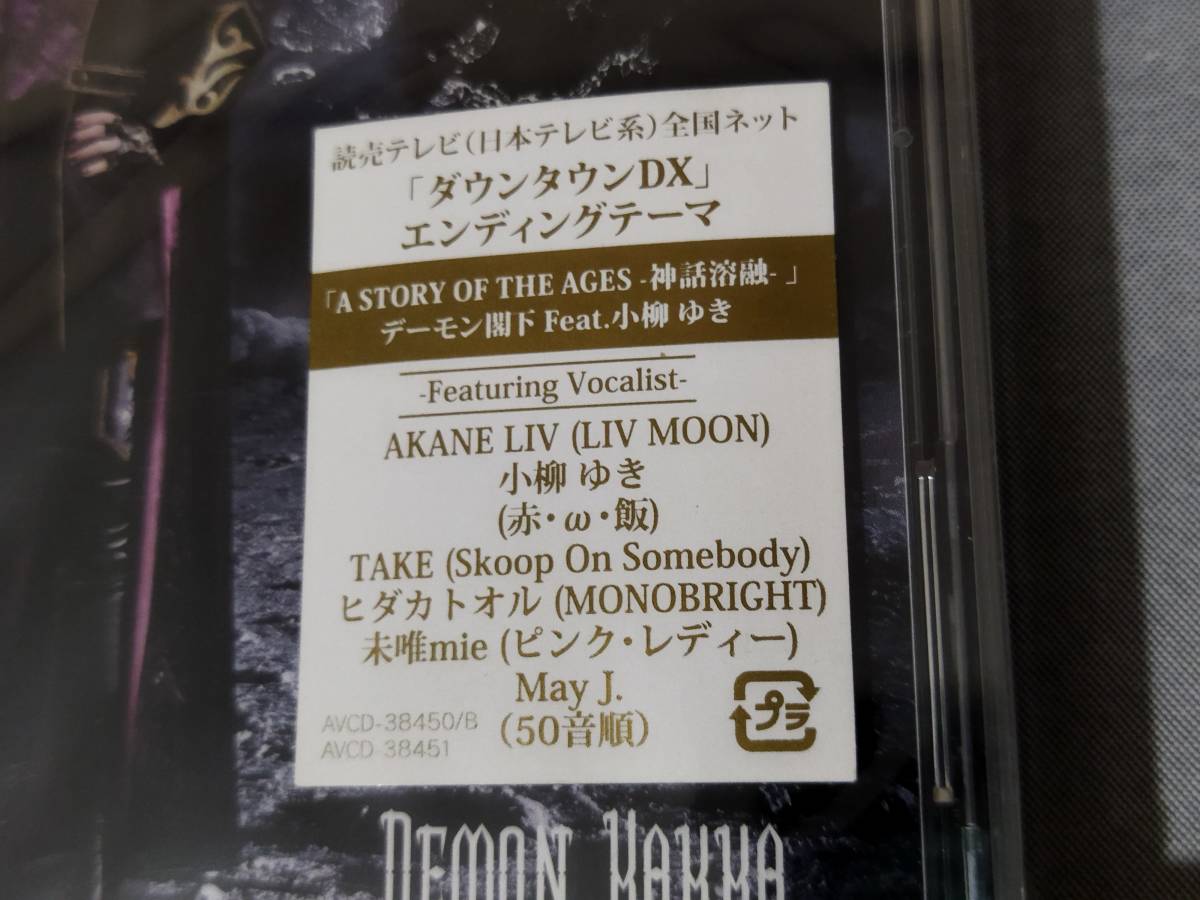 読売テレビ(日本テレビ系)全国ネット
「ダウンタウンDX」
エンディングテーマ
「A STORY OF THE AGES -神話溶融- 」
デーモン閣下 Feat.小柳 ゆき
-Featuring Vocalist-
AKANE LIV (LIV MOON)
小柳 ゆき
(赤・ω・飯)
TAKE (Skoop On Somebody)
ヒダカトオル (MONOBRIGHT)
未唯mie (ピンク・レディー)
May J.
(50音順)
AVCD-38450/B
AVCD-38451
プラ
DEMON KAKKA